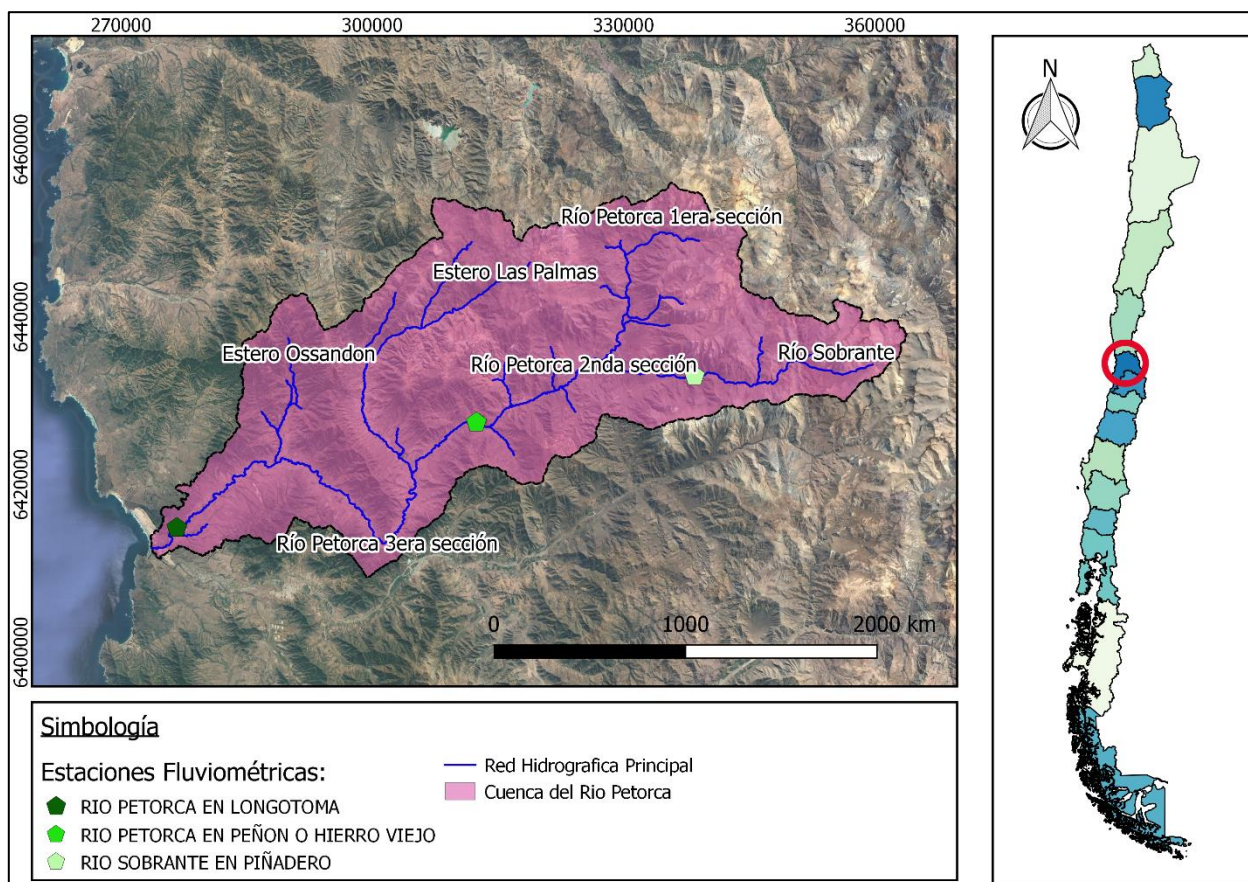 270000 300000 330000 360000
6460000
6440000
6420000
6400000
Río Petorca 1era sección
Estero Las Palmas
Estero Ossandon
Río Petorca 2nda sección
Río Sobrante
Río Petorca 3era sección
0 1000 2000 km
N
Simbología
Estaciones Fluviométricas:
RIO PETORCA EN LONGOTOMA
RIO PETORCA EN PEÑON O HIERRO VIEJO
RIO SOBRANTE EN PIÑADERO
Red Hidrografica Principal
Cuenca del Rio Petorca